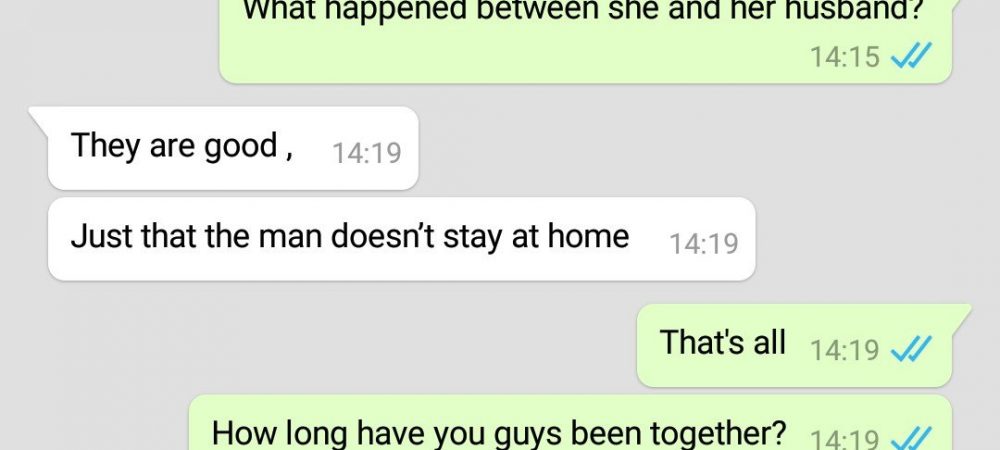 What happened between she and her husband?
14:15
They are good , 14:19
Just that the man doesn’t stay at home 14:19
That's all 14:19
How long have you guys been together? 14:19